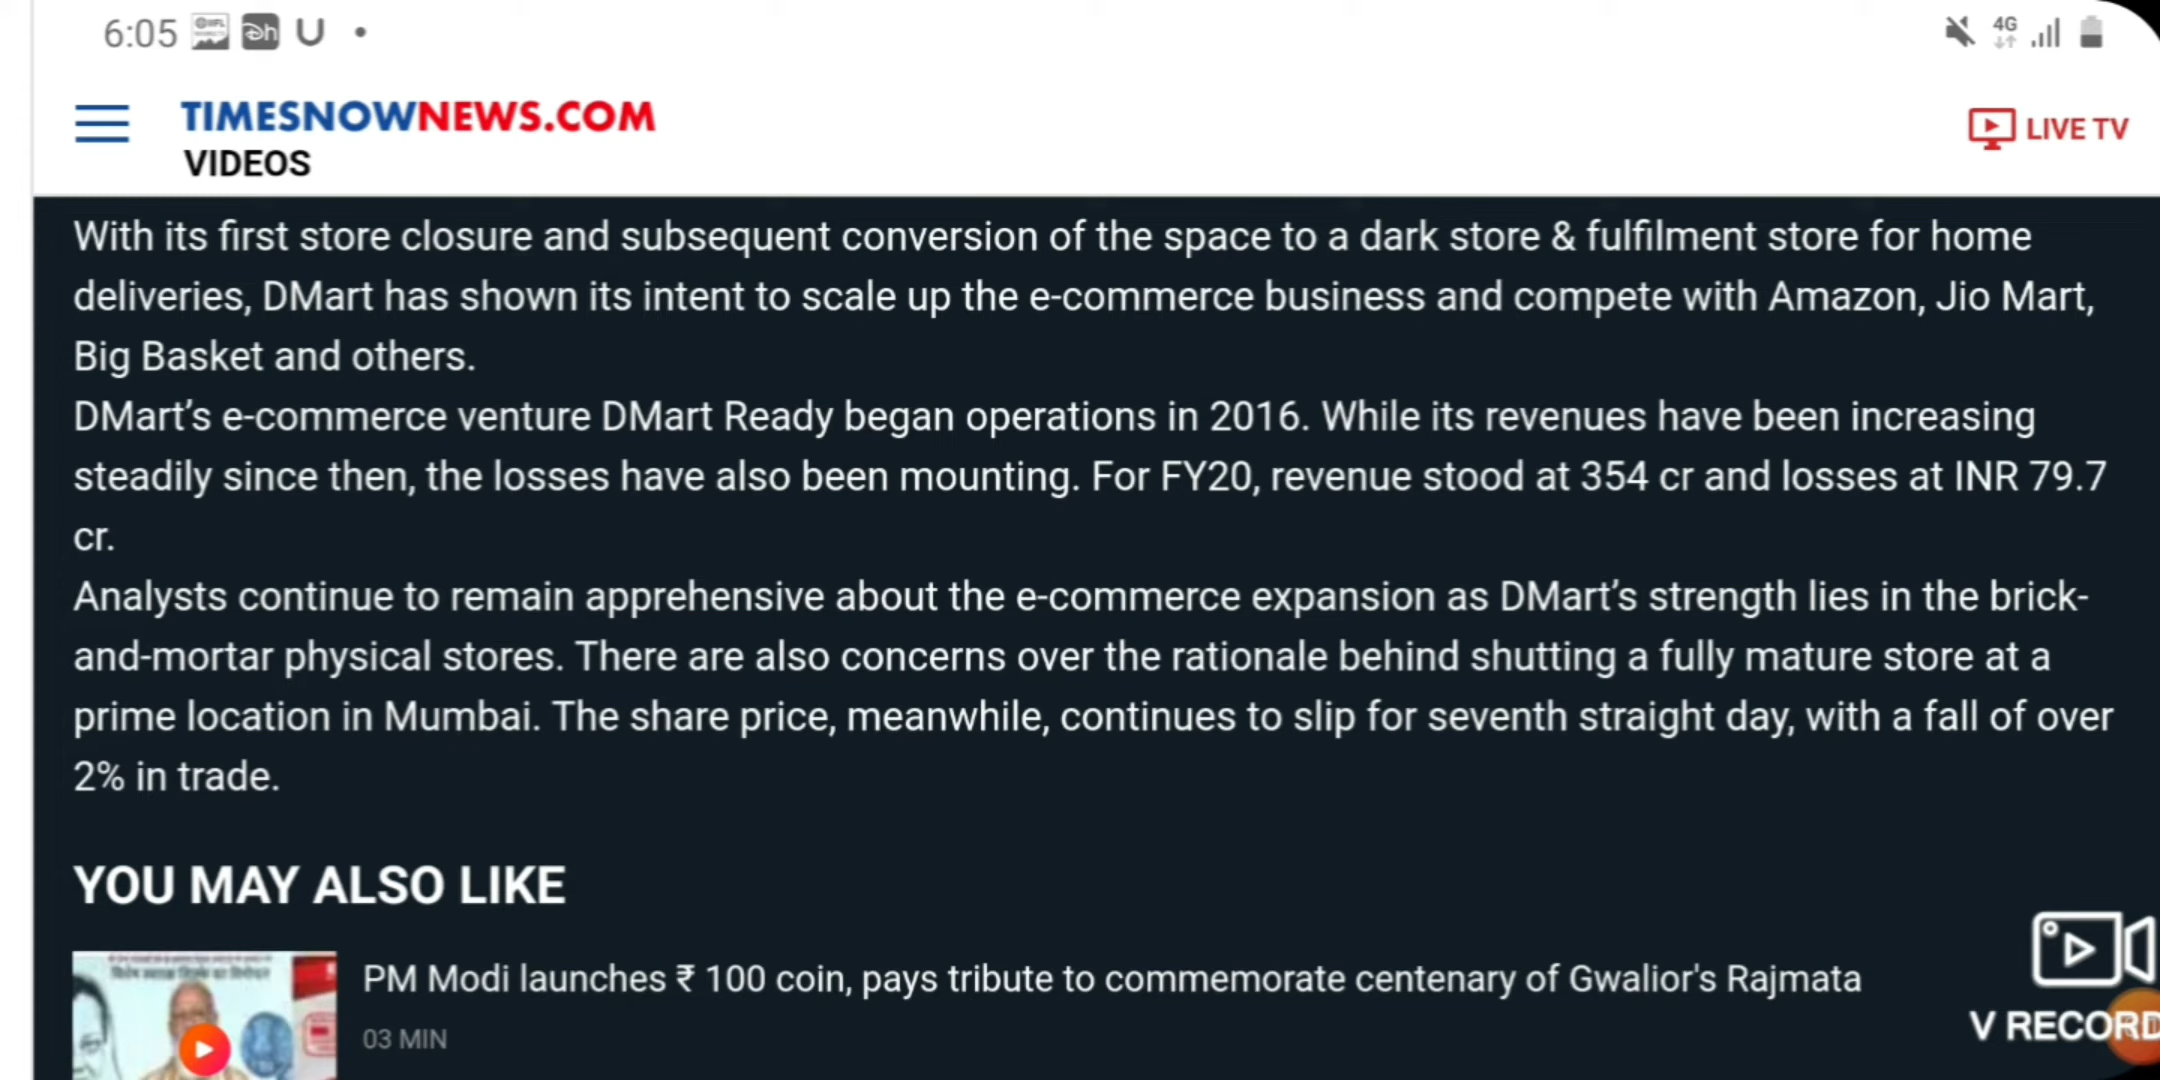 6:05
4G
TIMESNOWNEWS.COM
LIVE TV
VIDEOS
With its first store closure and subsequent conversion of the space to a dark store & fulfilment store for home
deliveries, DMart has shown its intent to scale up the e-commerce business and compete with Amazon, Jio Mart,
Big Basket and others.
DMart’s e-commerce venture DMart Ready began operations in 2016. While its revenues have been increasing
steadily since then, the losses have also been mounting. For FY20, revenue stood at 354 cr and losses at INR 79.7
cr.
Analysts continue to remain apprehensive about the e-commerce expansion as DMart’s strength lies in the brick-
and-mortar physical stores. There are also concerns over the rationale behind shutting a fully mature store at a
prime location in Mumbai. The share price, meanwhile, continues to slip for seventh straight day, with a fall of over
2% in trade.
YOU MAY ALSO LIKE
PM Modi launches ₹ 100 coin, pays tribute to commemorate centenary of Gwalior's Rajmata
03 MIN
V RECORD